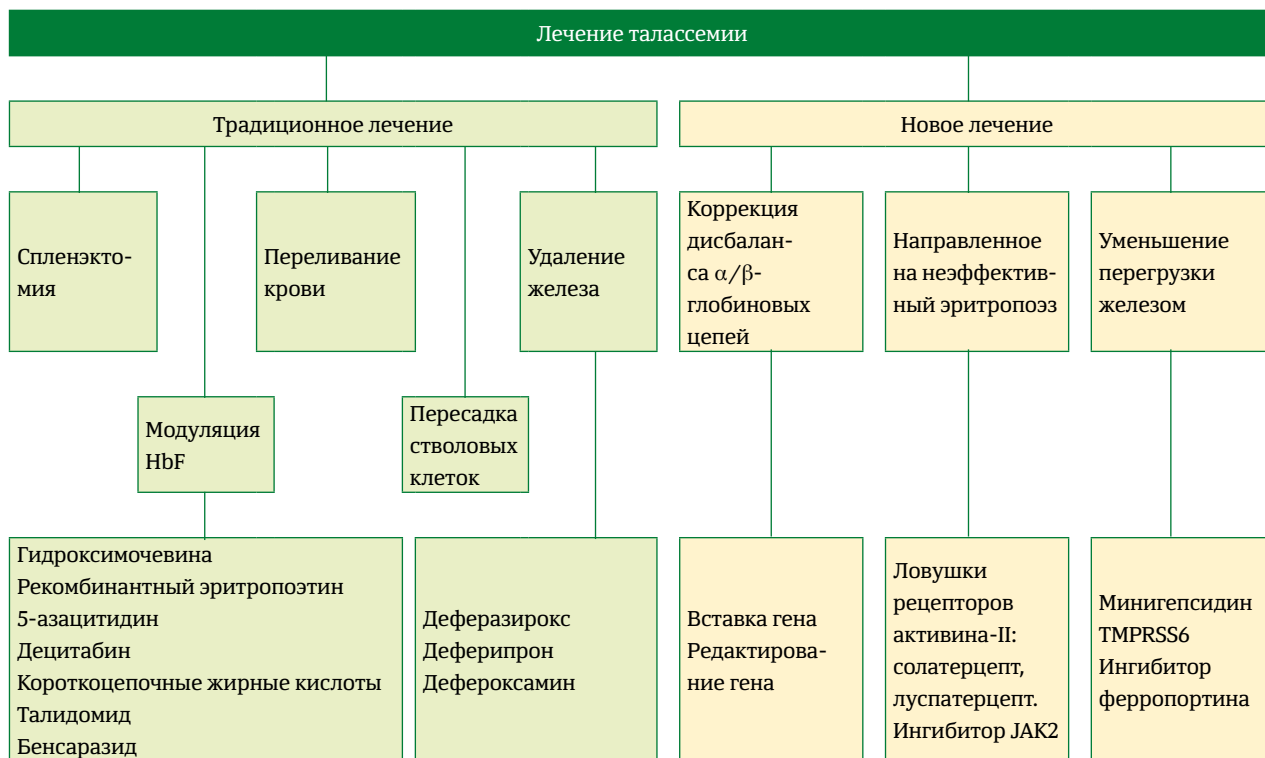 Лечение талассемии
Традиционное лечение
Новое лечение
Спленэкто-
мия
Переливание
крови
Удаление
железа
Коррекция
дисбалан-
са α/β-
глобиновых
цепей
Направленное
на неэффектив-
ный эритропоэз
Уменьшение
перегрузки
железом
Модуляция
HbF
Пересадка
стволовых
клеток
Гидроксимочевина
Рекомбинантный эритропоэтин
5-азацитидин
Децитабин
Короткоцепочные жирные кислоты
Талидомид
Бенсаразид
Деферазирокс
Деферипрон
Дефероксамин
Вставка гена
Редактирова-
ние гена
Ловушки
рецепторов
активина-II:
солатерцепт,
луспатерцепт.
Ингибитор JAK2
Минигепсидин
TMPRSS6
Ингибитор
ферропортина